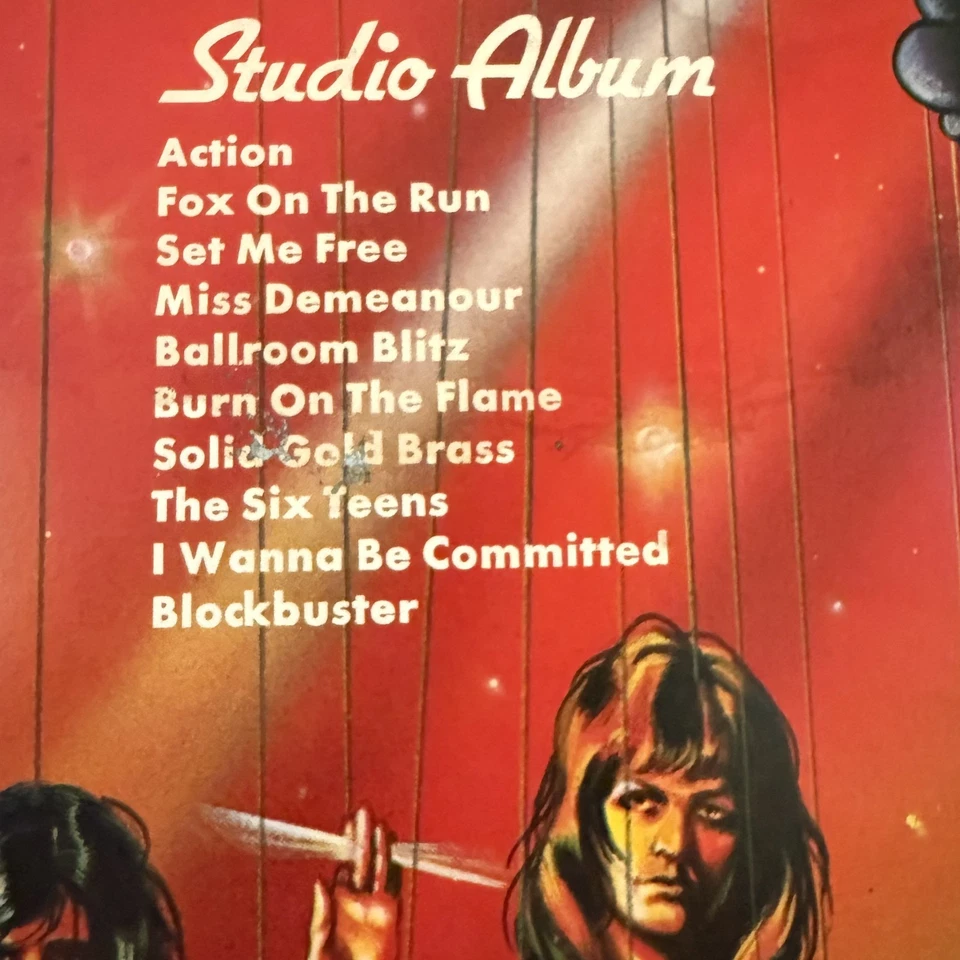 Studio Album
Action
Fox On The Run
Set Me Free
Miss Demeanour
Ballroom Blitz
Burn On The Flame
Solid Gold Brass
The Six Teens
I Wanna Be Committed
Blockbuster